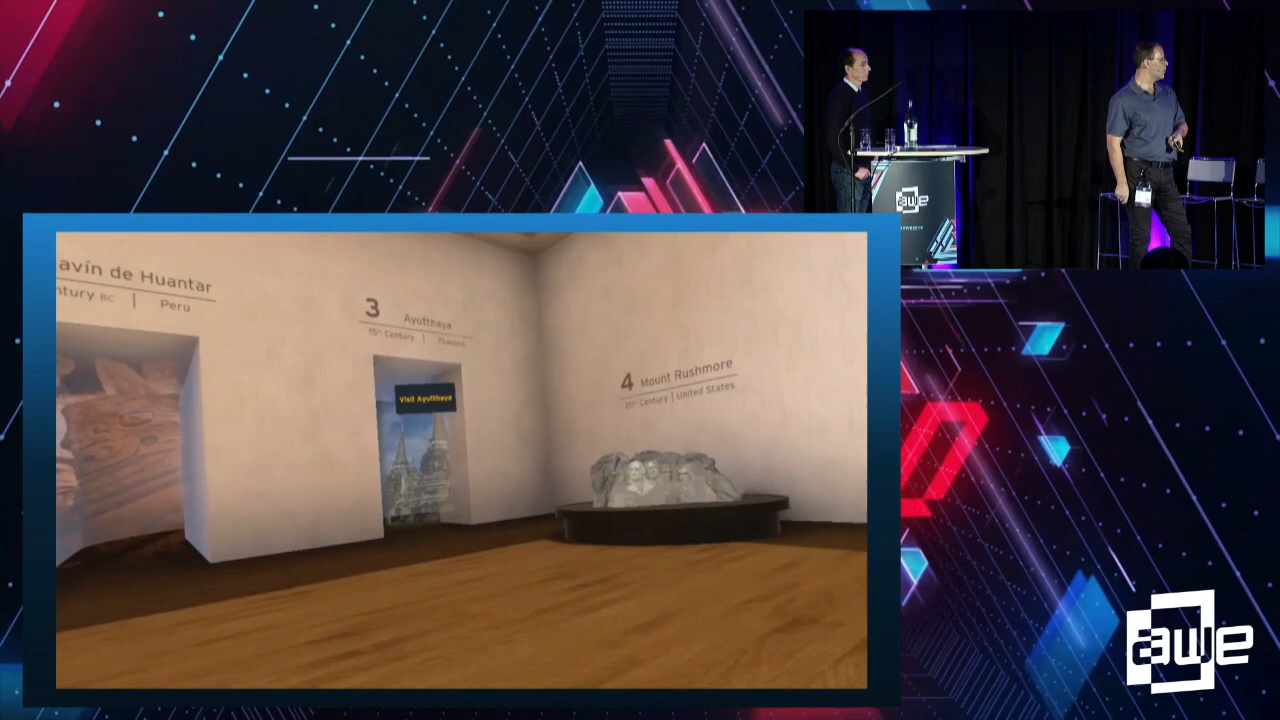 awe
avín de Huantar
ntury BC | Peru
3 Ayutthaya
15th Century | Thailand
Visit Ayutthaya
4 Mount Rushmore
20th Century | United States
awe